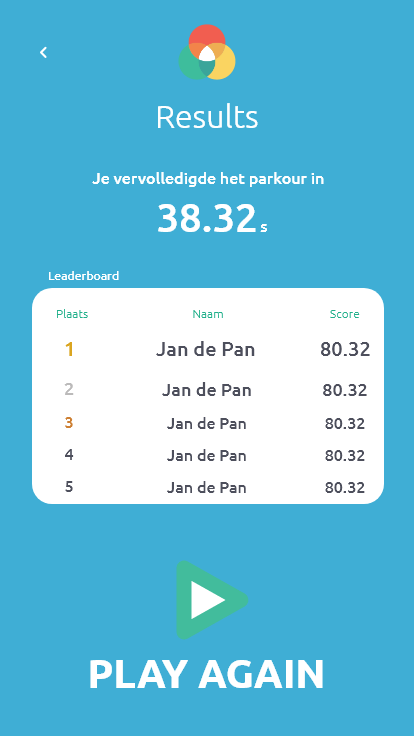 Results
Je vervolledigde het parkour in
38.32 s
Leaderboard
Plaats Naam Score
1 Jan de Pan 80.32
2 Jan de Pan 80.32
3 Jan de Pan 80.32
4 Jan de Pan 80.32
5 Jan de Pan 80.32
PLAY AGAIN